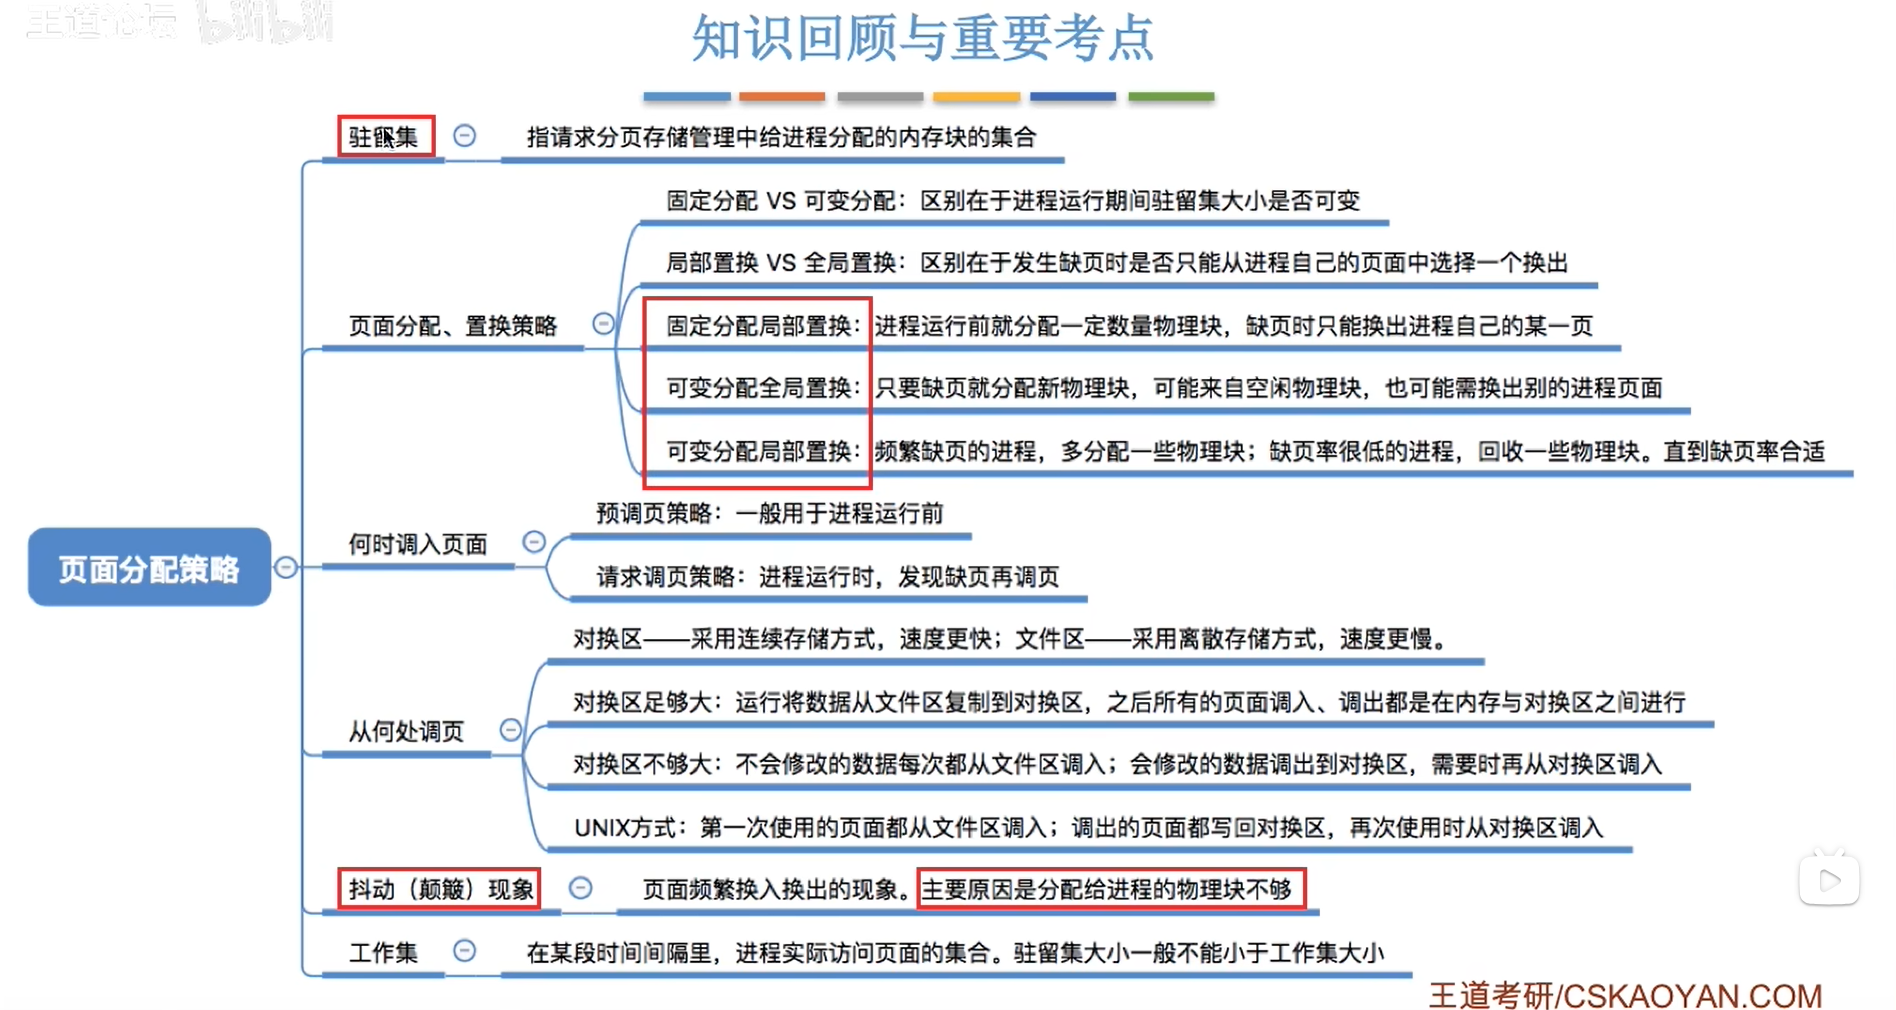 王道论坛 bilibili
知识回顾与重要考点
驻留集
指请求分页存储管理中给进程分配的内存块的集合
页面分配、置换策略
固定分配 VS 可变分配：区别在于进程运行期间驻留集大小是否可变
局部置换 VS 全局置换：区别在于发生缺页时是否只能从进程自己的页面中选择一个换出
固定分配局部置换：进程运行前就分配一定数量物理块，缺页时只能换出进程自己的某一页
可变分配全局置换：只要缺页就分配新物理块，可能来自空闲物理块，也可能需换出别的进程页面
可变分配局部置换：频繁缺页的进程，多分配一些物理块；缺页率很低的进程，回收一些物理块。直到缺页率合适
页面分配策略
何时调入页面
预调页策略：一般用于进程运行前
请求调页策略：进程运行时，发现缺页再调页
从何处调页
对换区——采用连续存储方式，速度更快；文件区——采用离散存储方式，速度更慢。
对换区足够大：运行将数据从文件区复制到对换区，之后所有的页面调入、调出都是在内存与对换区之间进行
对换区不够大：不会修改的数据每次都从文件区调入；会修改的数据调出到对换区，需要时再从对换区调入
UNIX方式：第一次使用的页面都从文件区调入；调出的页面都写回对换区，再次使用时从对换区调入
抖动（颠簸）现象
页面频繁换入换出的现象。主要原因是分配给进程的物理块不够
工作集
在某段时间间隔里，进程实际访问页面的集合。驻留集大小一般不能小于工作集大小
王道考研/CSKAOYAN.COM